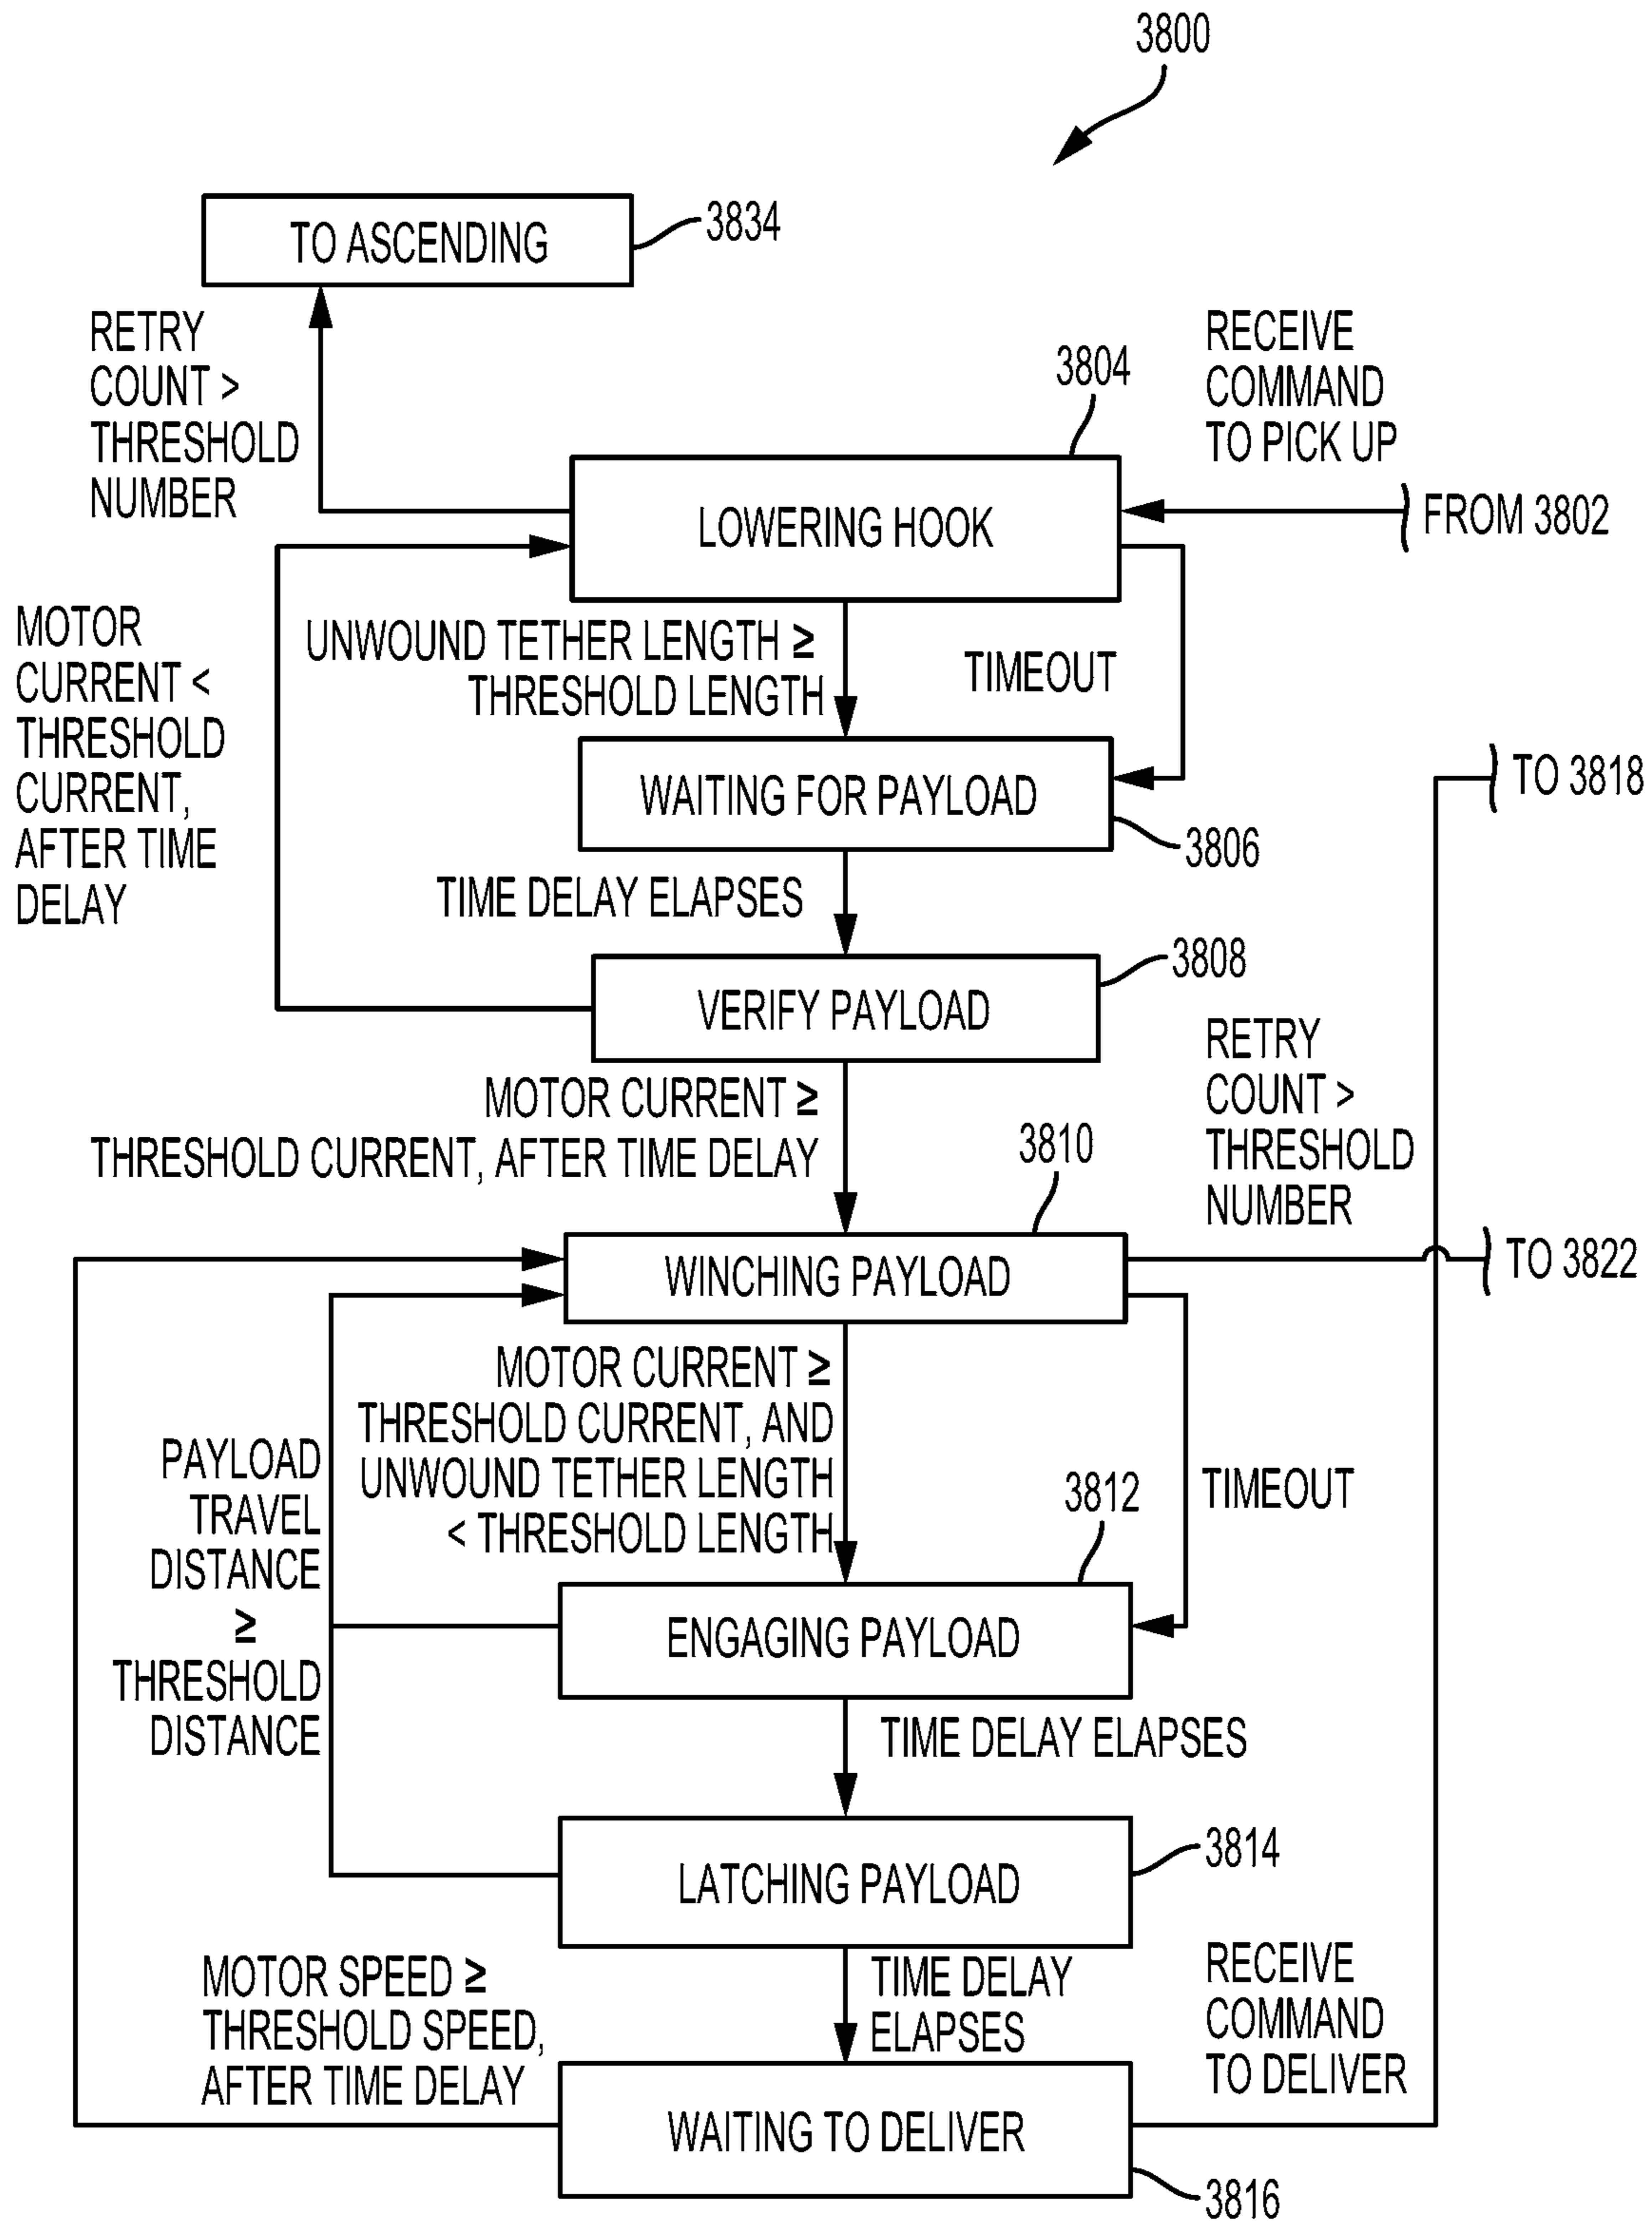 3800
TO ASCENDING
3834
RETRY
COUNT >
THRESHOLD
NUMBER
3804
RECEIVE
COMMAND
TO PICK UP
LOWERING HOOK
FROM 3802
MOTOR
CURRENT <
THRESHOLD
CURRENT,
AFTER TIME
DELAY
UNWOUND TETHER LENGTH ≥
THRESHOLD LENGTH
TIMEOUT
WAITING FOR PAYLOAD
3806
TO 3818
TIME DELAY ELAPSES
VERIFY PAYLOAD
3808
MOTOR CURRENT ≥
THRESHOLD CURRENT, AFTER TIME DELAY
RETRY
COUNT >
THRESHOLD
NUMBER
3810
WINCHING PAYLOAD
TO 3822
MOTOR CURRENT ≥
THRESHOLD CURRENT, AND
UNWOUND TETHER LENGTH
< THRESHOLD LENGTH
TIMEOUT
PAYLOAD
TRAVEL
DISTANCE
≥
THRESHOLD
DISTANCE
3812
ENGAGING PAYLOAD
TIME DELAY ELAPSES
LATCHING PAYLOAD
3814
MOTOR SPEED ≥
THRESHOLD SPEED,
AFTER TIME DELAY
TIME DELAY
ELAPSES
RECEIVE
COMMAND
TO DELIVER
WAITING TO DELIVER
3816